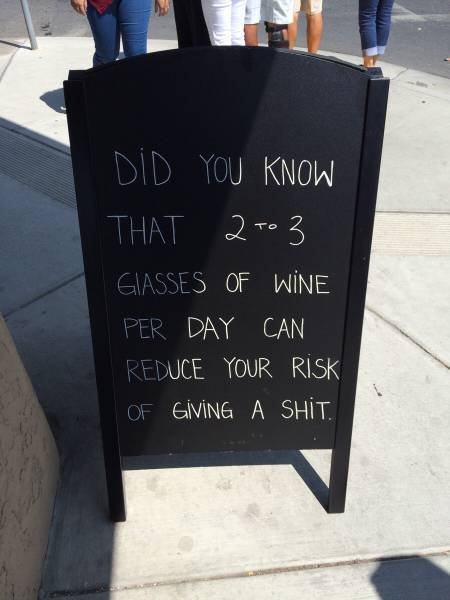 DiD YOU KNOW
THAT 2 TO 3
GlASSES OF WiNE
PER DAY CAN
REDUCE YOUR RiSK
OF GiViNG A SHiT.